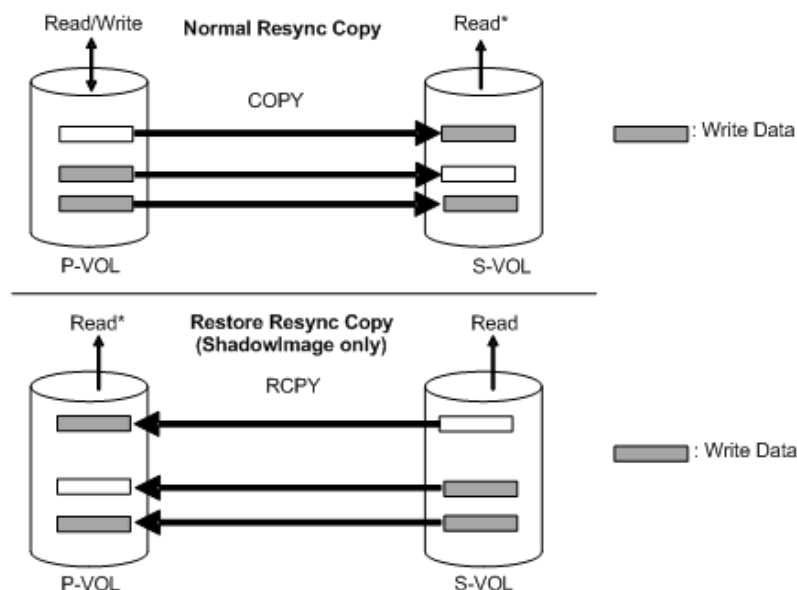 Read/Write
Normal Resync Copy
Read*
COPY
: Write Data
P-VOL
S-VOL
Read*
Restore Resync Copy
(ShadowImage only)
Read
RCPY
: Write Data
P-VOL
S-VOL